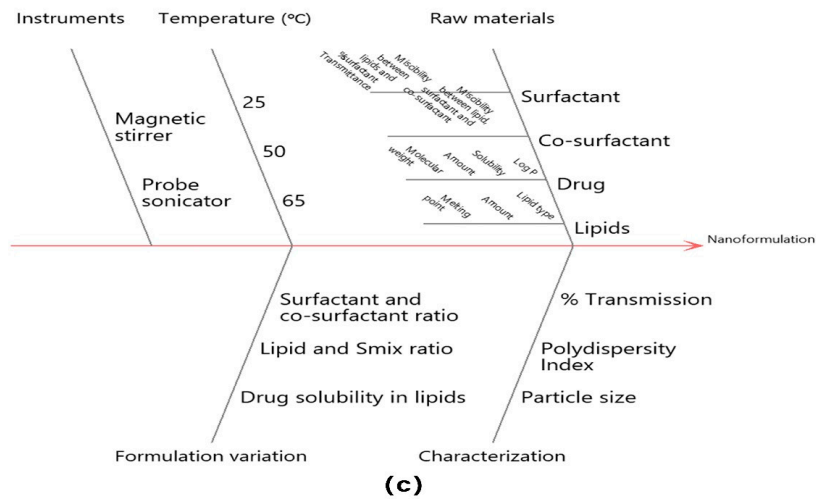 Instruments
Temperature (°C)
Raw materials
Magnetic
stirrer
Probe
sonicator
25
50
65
%surfactant
Transmittance
Misobility
between
lipids and
Misobility
between lipid,
surfactant and
co-surfactant
Surfactant
Co-surfactant
Molecular
weight
Amount
Solubility
Log P
Drug
Melting
point
Amount
Lipid type
Lipids
Nanoformulation
Surfactant and
co-surfactant ratio
Lipid and Smix ratio
Drug solubility in lipids
Formulation variation
% Transmission
Polydispersity
Index
Particle size
Characterization
(c)